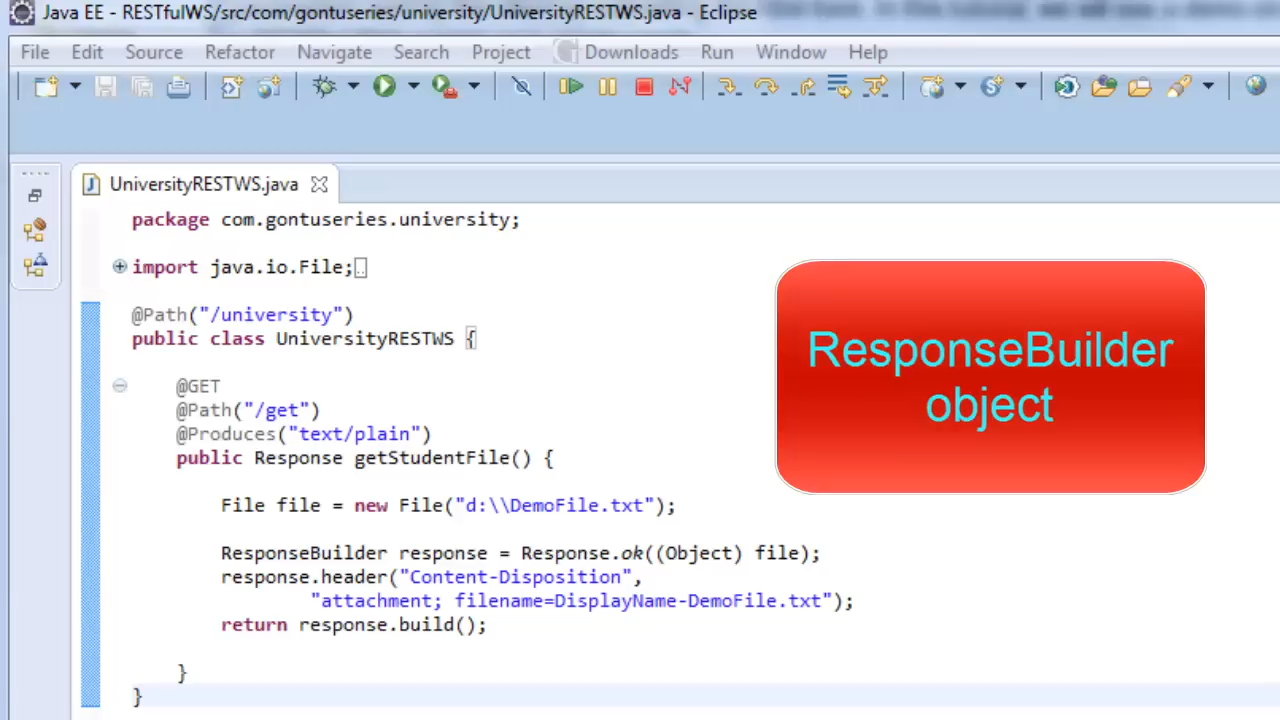 Java EE - RESTfulWS/src/com/gontuseries/university/UniversityRESTWS.java - Eclipse
File Edit Source Refactor Navigate Search Project Downloads Run Window Help
UniversityRESTWS.java
package com.gontuseries.university;
import java.io.File;
@Path("/university")
public class UniversityRESTWS {
@GET
@Path("/get")
@Produces("text/plain")
public Response getStudentFile() {
File file = new File("d:\\DemoFile.txt");
ResponseBuilder response = Response.ok((Object) file);
response.header("Content-Disposition",
"attachment; filename=DisplayName-DemoFile.txt");
return response.build();
}
}
ResponseBuilder
object